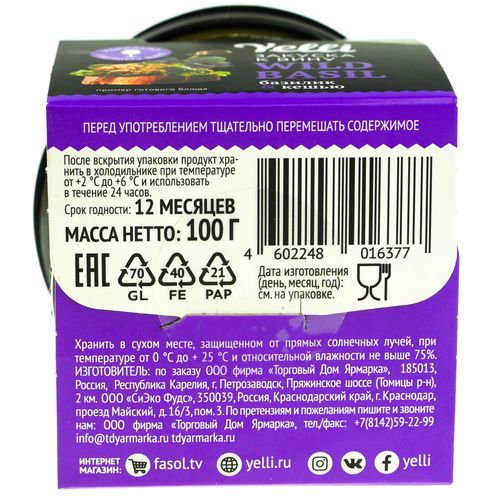 Yelli
ЗАКУСКА
К ВИНУ
WILD
BASIL
базилик
& кешью
пример готового блюда
ПЕРЕД УПОТРЕБЛЕНИЕМ ТЩАТЕЛЬНО ПЕРЕМЕШАТЬ СОДЕРЖИМОЕ
После вскрытия упаковки продукт хра-
нить в холодильнике при температуре
от +2 °С до +6 °С и использовать
в течение 24 часов.
Срок годности: 12 МЕСЯЦЕВ
МАССА НЕТТО: 100 Г
4 602248 016377
EAC
70
GL
40
FE
21
PAP
Дата изготовления
(день, месяц, год):
см. на упаковке.
Хранить в сухом месте, защищенном от прямых солнечных лучей, при
температуре от 0 °С до + 25 °С и относительной влажности не выше 75%.
ИЗГОТОВИТЕЛЬ: по заказу ООО фирма "Торговый Дом Ярмарка", 185013,
Россия, Республика Карелия, г. Петрозаводск, Пряжинское шоссе (Томицы р-н),
2 км. ООО «СиЭко Фудс», 350039, Россия, Краснодарский край, г. Краснодар,
проезд Майский, д.16/3, пом.3. По претензиям и пожеланиям пишите и звоните
нам: ООО фирма "Торговый Дом Ярмарка", тел./факс: +7(8142)59-22-99
info@tdyarmarka.ru tdyarmarka.ru
ИНТЕРНЕТ
МАГАЗИН:
fasol.tv
yelli.ru
yelli